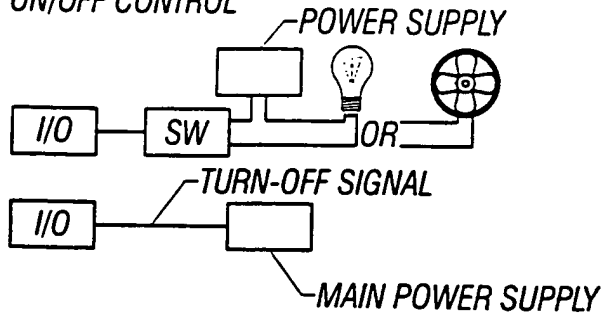 ON/OFF CONTROL
POWER SUPPLY
I/O
SW
OR
TURN-OFF SIGNAL
I/O
MAIN POWER SUPPLY